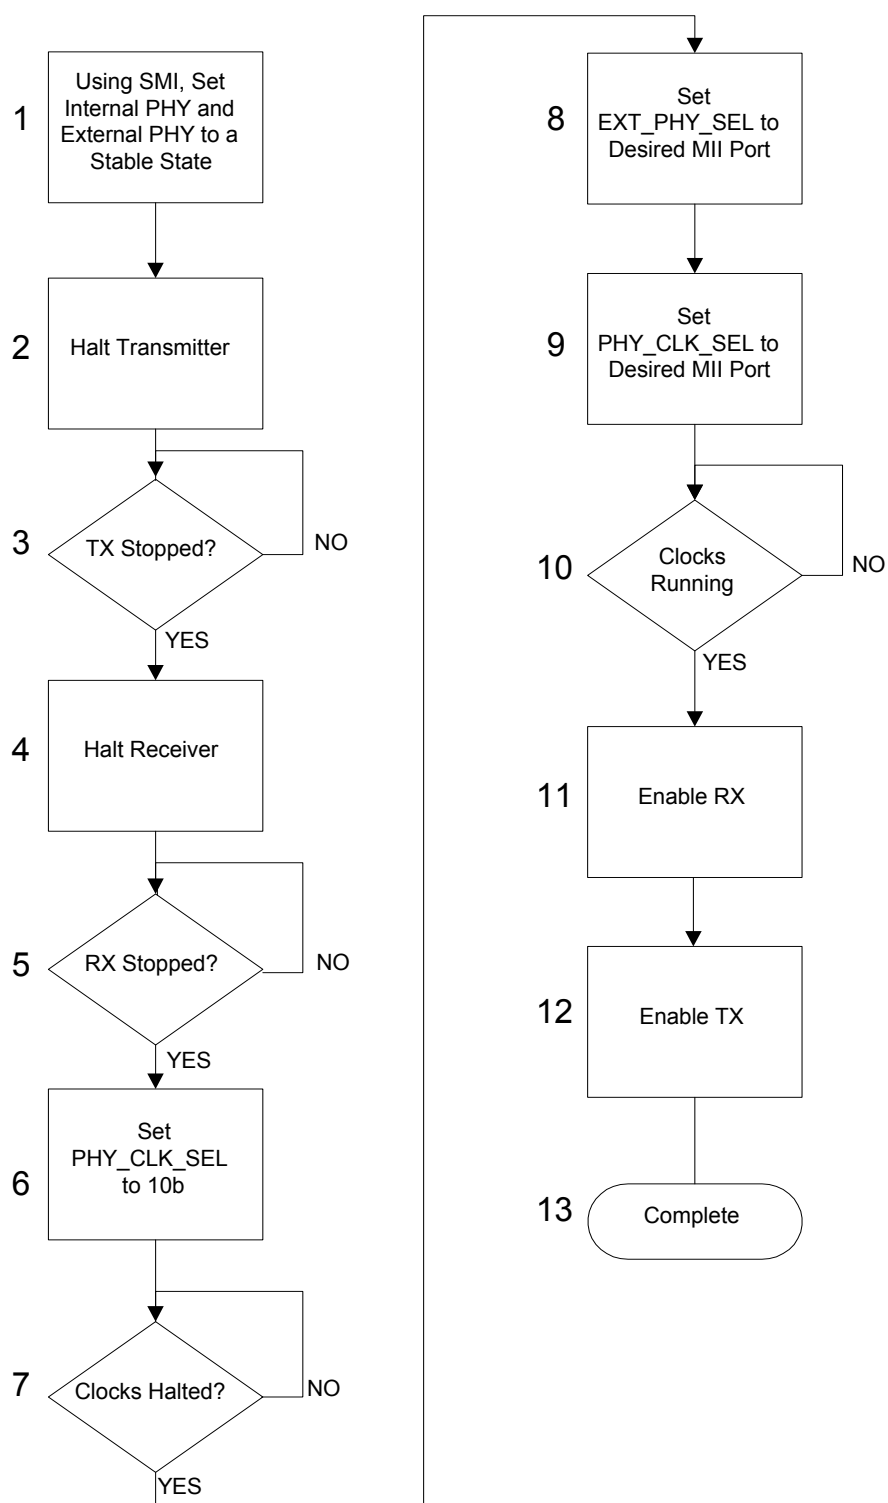 1
Using SMI, Set
Internal PHY and
External PHY to a
Stable State
2
Halt Transmitter
3
TX Stopped?
NO
YES
4
Halt Receiver
5
RX Stopped?
NO
YES
6
Set
PHY_CLK_SEL
to 10b
7
Clocks Halted?
NO
YES
8
Set
EXT_PHY_SEL to
Desired MII Port
9
Set
PHY_CLK_SEL to
Desired MII Port
10
Clocks
Running
NO
YES
11
Enable RX
12
Enable TX
13
Complete